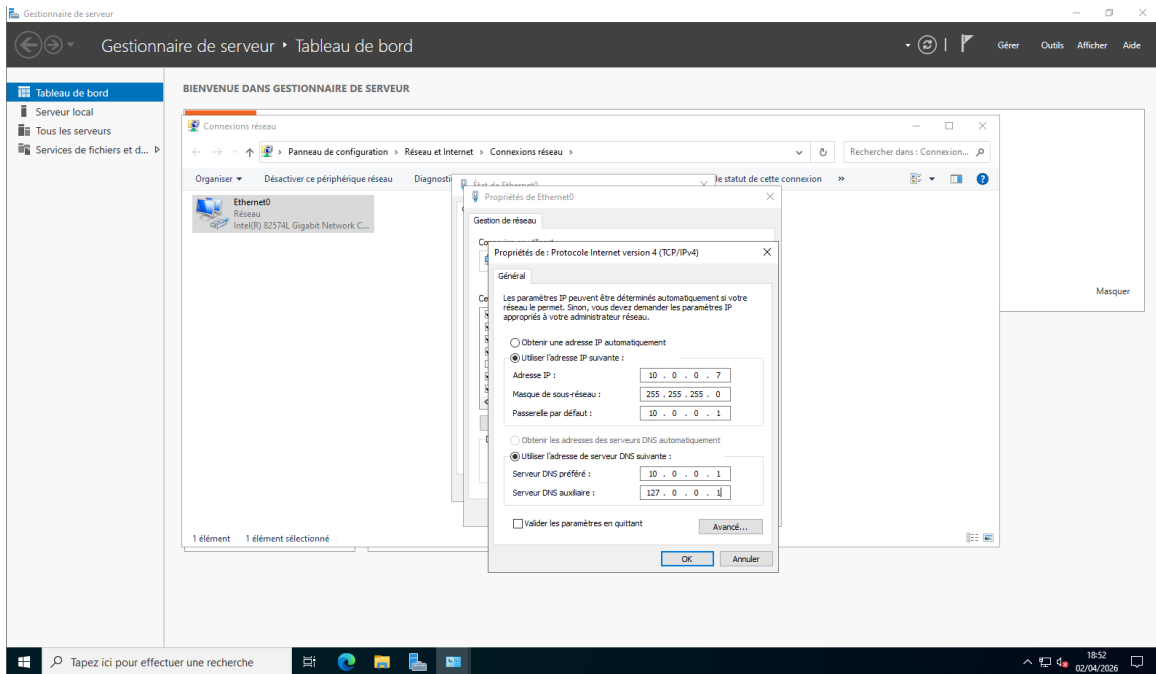 Gestionnaire de serveur
Gestionnaire de serveur ‣ Tableau de bord
Gérer Outils Afficher Aide
Tableau de bord
Serveur local
Tous les serveurs
Services de fichiers et d...
BIENVENUE DANS GESTIONNAIRE DE SERVEUR
Connexions réseau
Panneau de configuration › Réseau et Internet › Connexions réseau ›
Rechercher dans : Connexion...
Organiser Désactiver ce périphérique réseau Diagnosti
le statut de cette connexion »
Ethernet0
Réseau
Intel(R) 82574L Gigabit Network C...
État de Ethernet0
Propriétés de Ethernet0
Gestion de réseau
Propriétés de : Protocole Internet version 4 (TCP/IPv4)
Général
Les paramètres IP peuvent être déterminés automatiquement si votre
réseau le permet. Sinon, vous devez demander les paramètres IP
appropriés à votre administrateur réseau.
Obtenir une adresse IP automatiquement
Utiliser l'adresse IP suivante :
Adresse IP : 10 . 0 . 0 . 7
Masque de sous-réseau : 255 . 255 . 255 . 0
Passerelle par défaut : 10 . 0 . 0 . 1
Obtenir les adresses des serveurs DNS automatiquement
Utiliser l'adresse de serveur DNS suivante :
Serveur DNS préféré : 10 . 0 . 0 . 1
Serveur DNS auxiliaire : 127 . 0 . 0 . 1
Valider les paramètres en quittant
Avancé...
OK Annuler
Masquer
1 élément 1 élément sélectionné
Tapez ici pour effectuer une recherche
18:52
02/04/2026